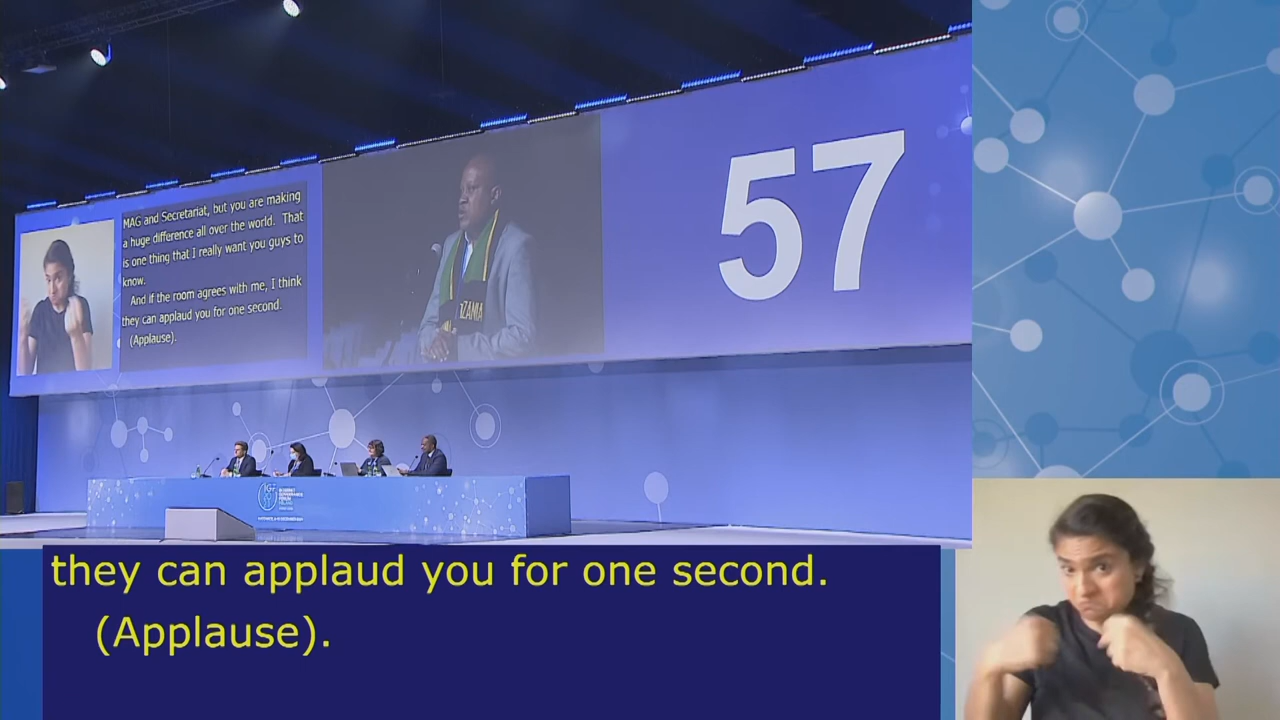 MAG and Secretariat, but you are making
a huge difference all over the world. That
is one thing that I really want you guys to
know.
And if the room agrees with me, I think
they can applaud you for one second.
(Applause).
ZANIA
57
they can applaud you for one second.
(Applause).